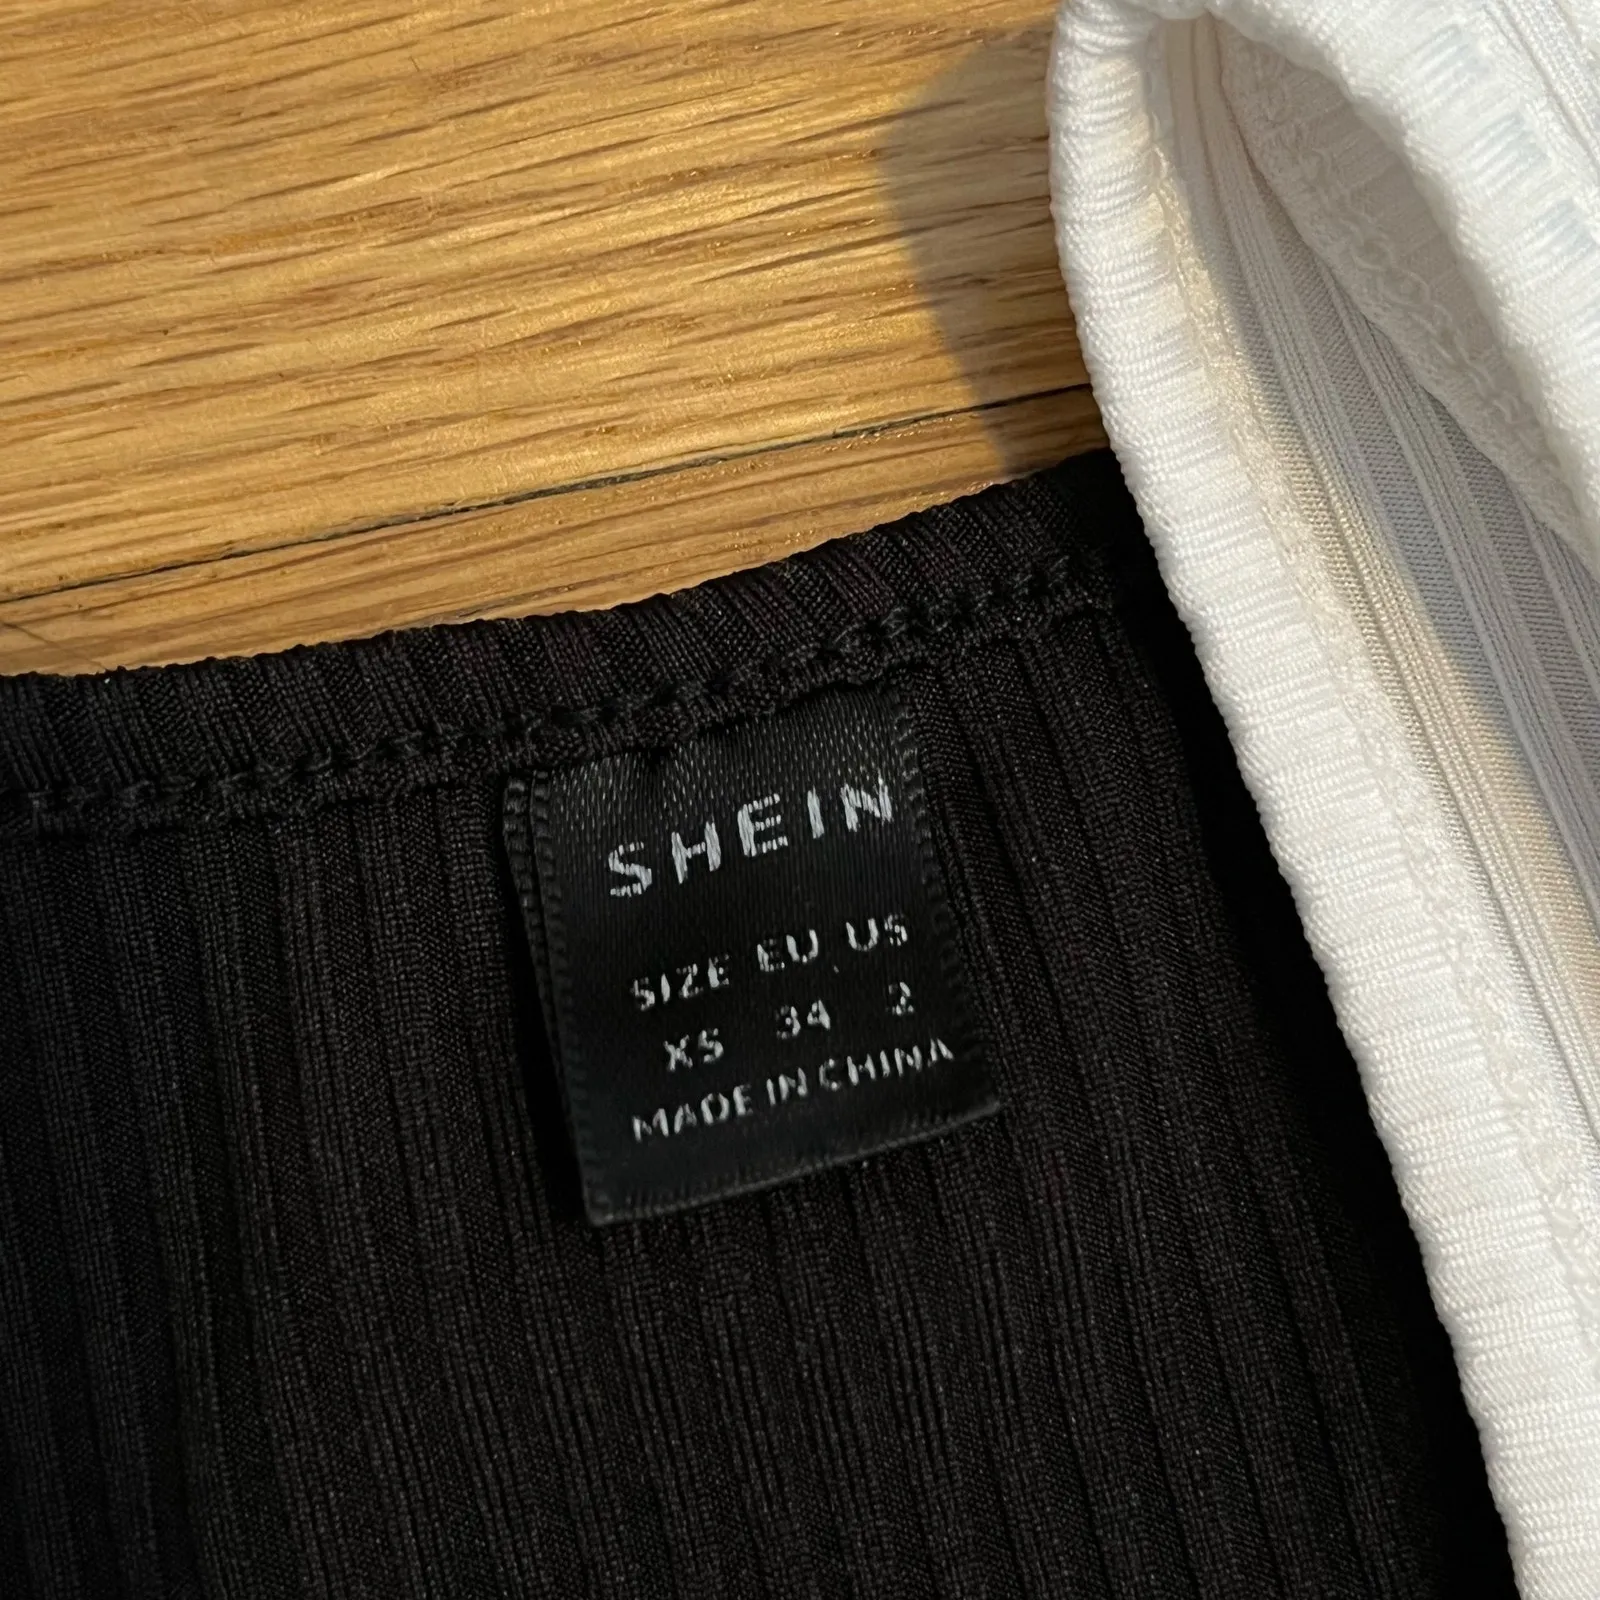 SHEIN
SIZE EU US
XS 34 2
MADE IN CHINA